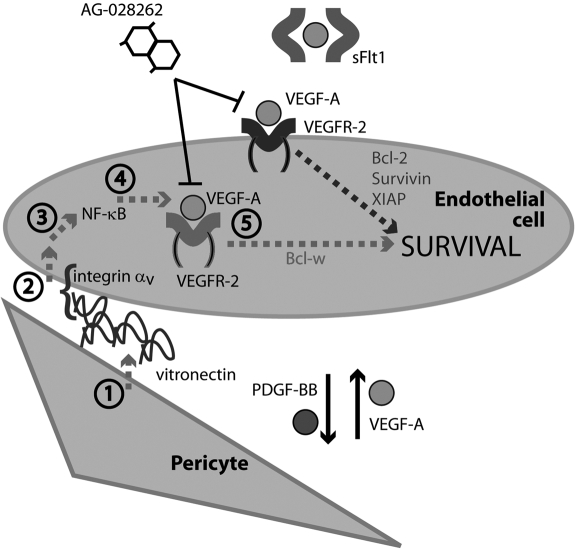 AG-028262
sFlt1
VEGF-A
VEGFR-2
Bcl-2
Survivin
XIAP
Endothelial
cell
4
NF-κB
3
VEGF-A
5
SURVIVAL
Bcl-w
2
integrin αv
VEGFR-2
vitronectin
1
PDGF-BB
VEGF-A
Pericyte